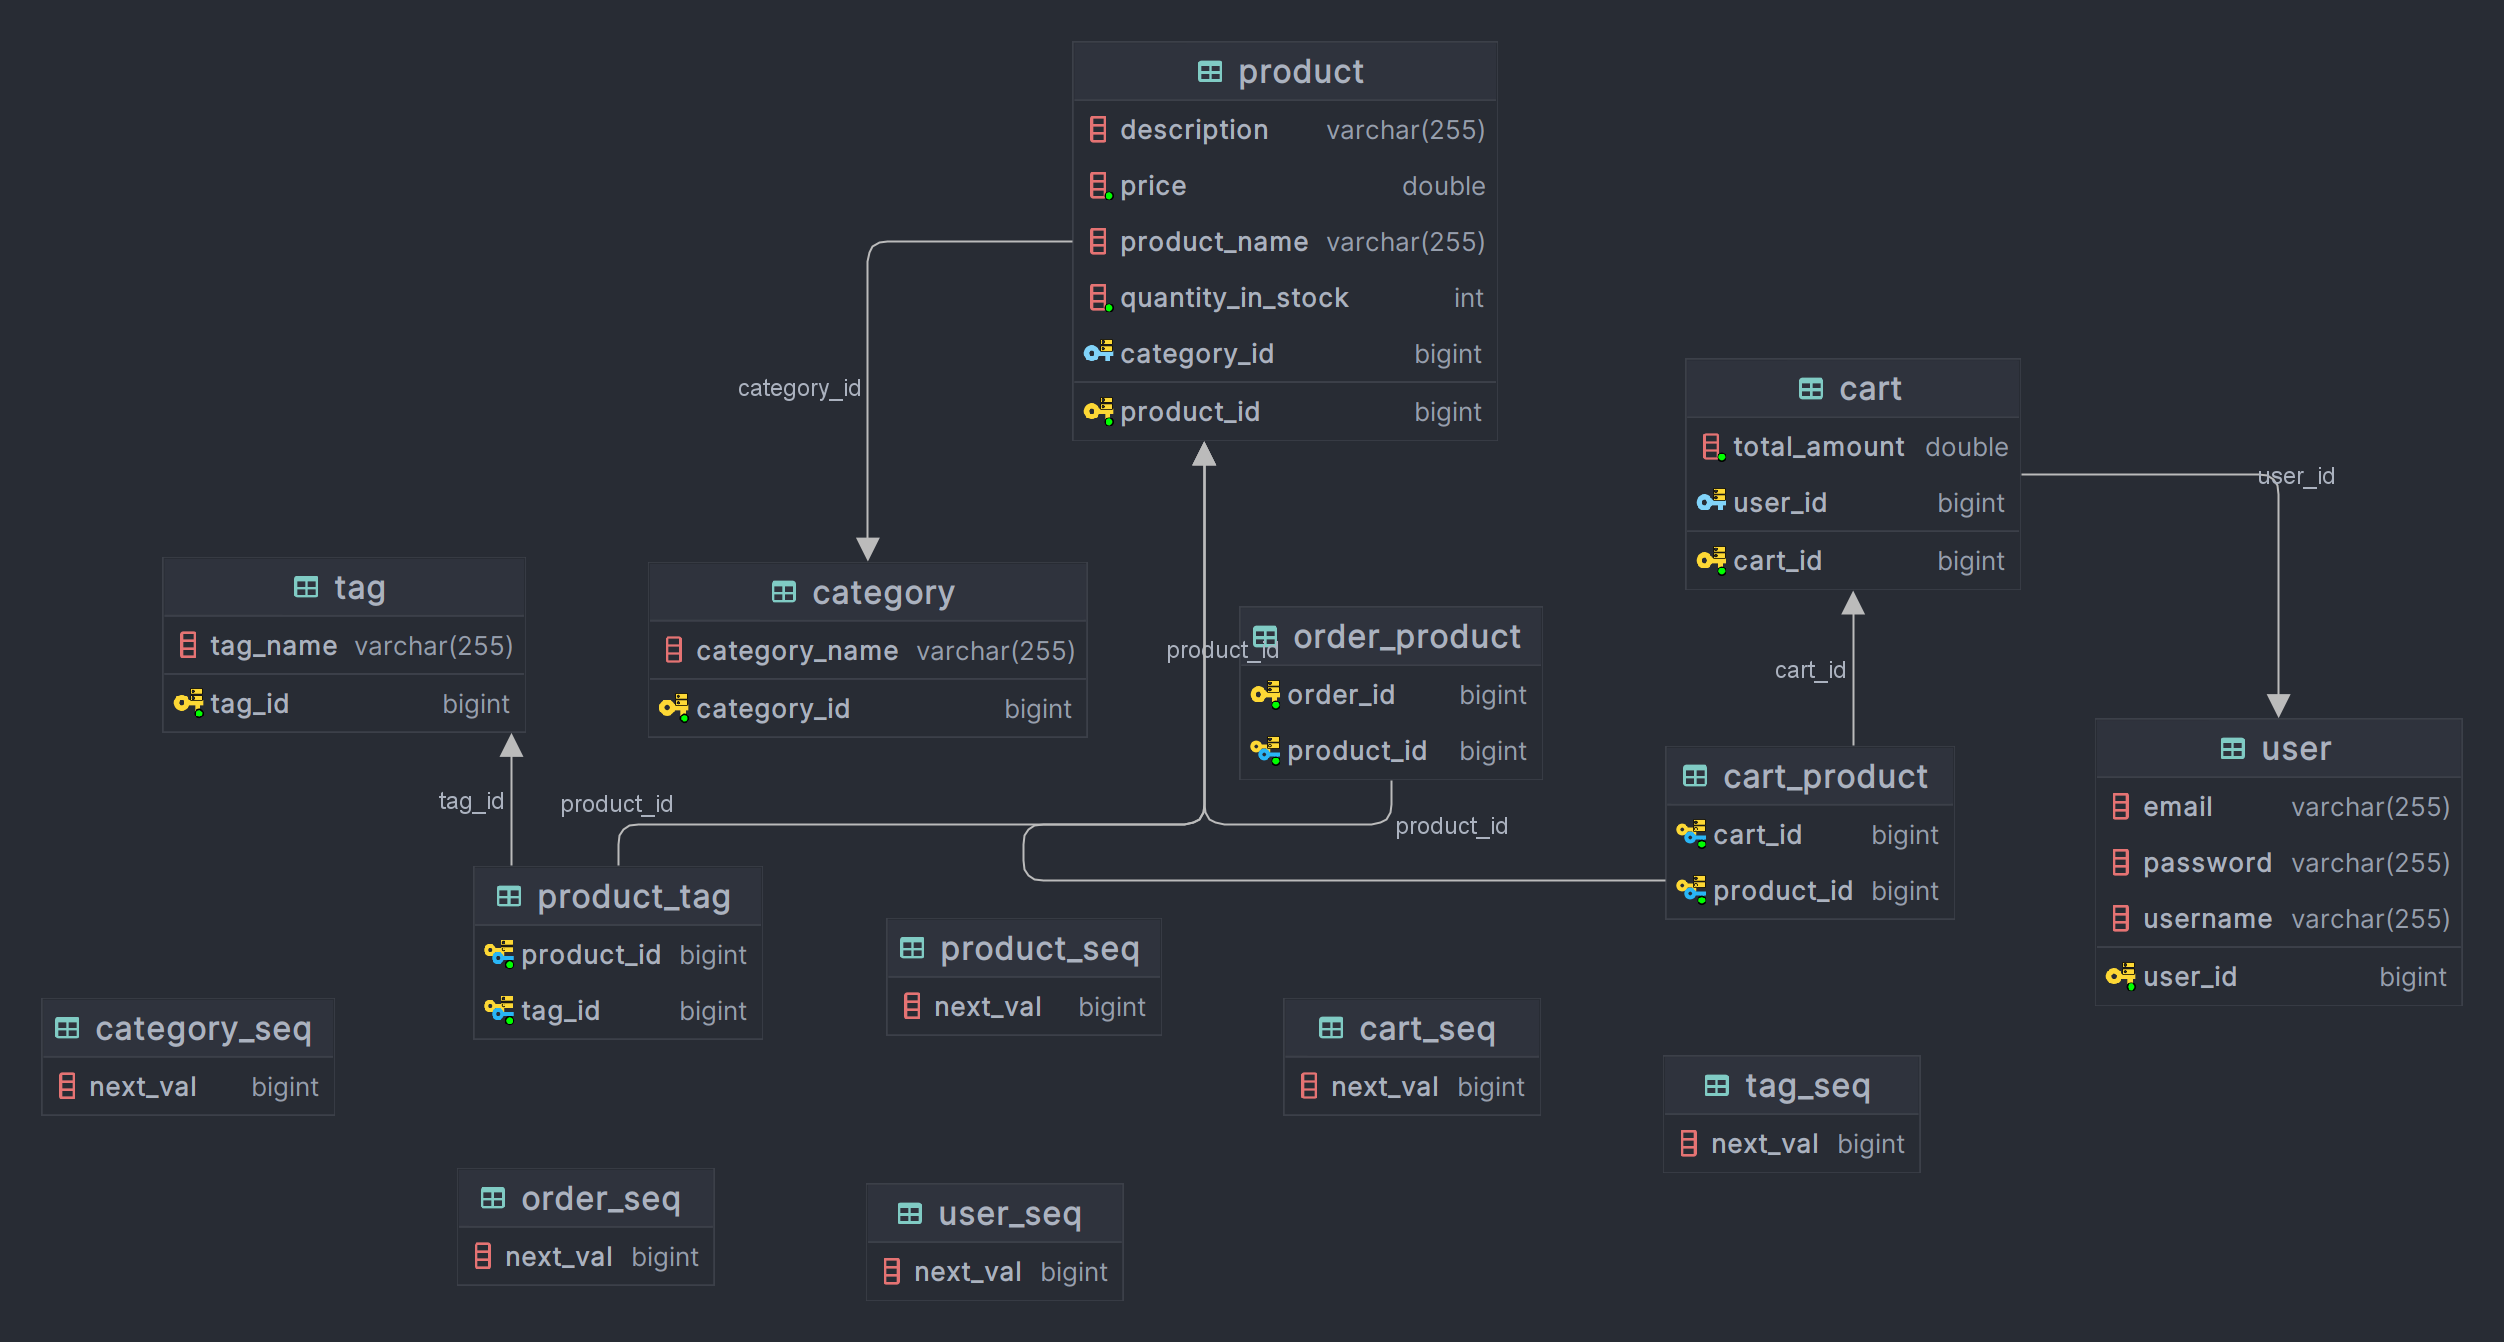 product
description varchar(255)
price double
product_name varchar(255)
quantity_in_stock int
category_id bigint
product_id bigint
category_id
cart
total_amount double
user_id bigint
cart_id bigint
user_id
tag
tag_name varchar(255)
tag_id bigint
category
category_name varchar(255)
category_id bigint
product_id
order_product
order_id bigint
product_id bigint
cart_id
tag_id
product_id
product_id
cart_product
cart_id bigint
product_id bigint
user
email varchar(255)
password varchar(255)
username varchar(255)
user_id bigint
product_tag
product_id bigint
tag_id bigint
product_seq
next_val bigint
category_seq
next_val bigint
cart_seq
next_val bigint
tag_seq
next_val bigint
order_seq
next_val bigint
user_seq
next_val bigint